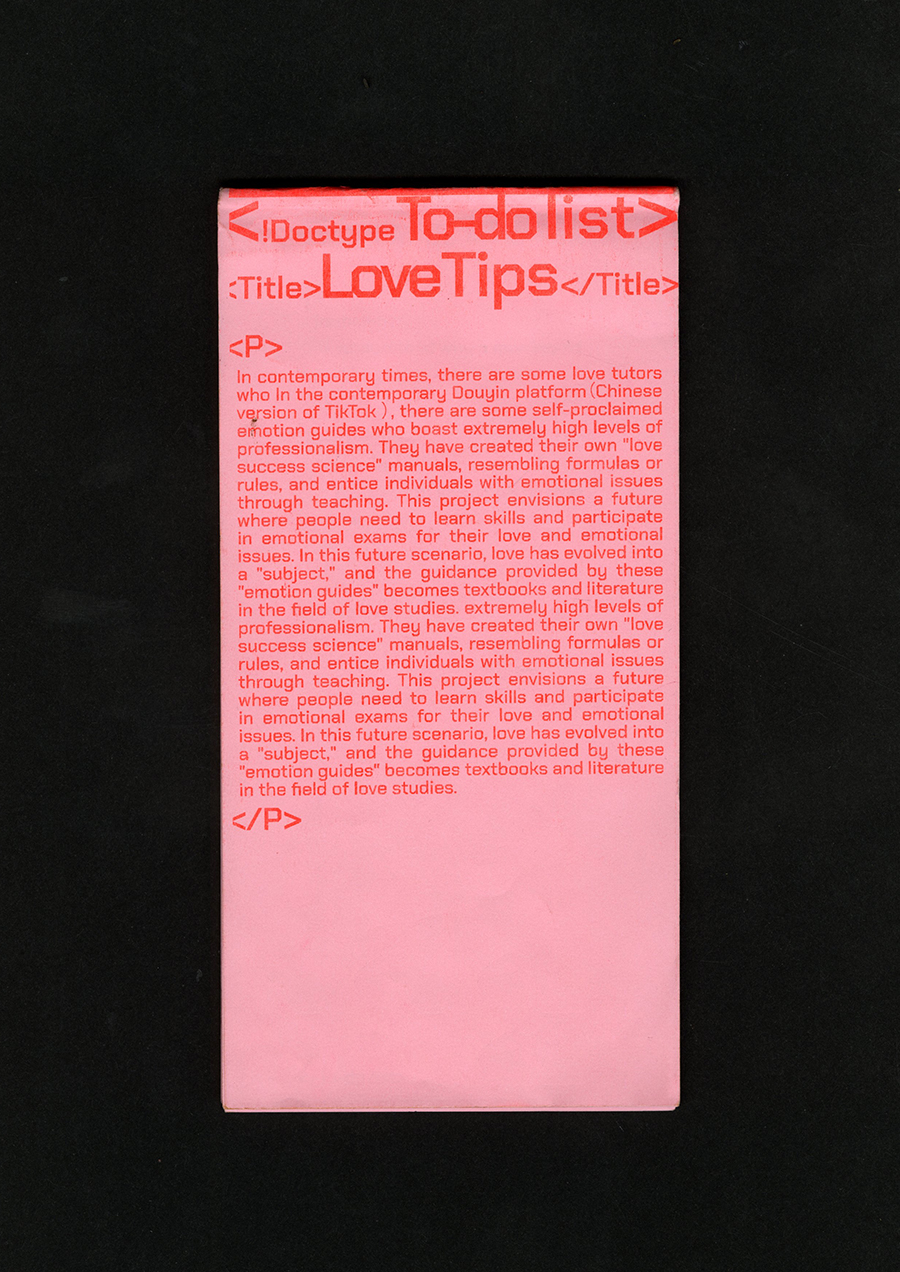 <!Doctype To-do list>
<Title>LoveTips</Title>
<P>
In contemporary times, there are some love tutors
who In the contemporary Douyin platform (Chinese
version of TikTok ), there are some self-proclaimed
emotion guides who boast extremely high levels of
professionalism. They have created their own "love
success science" manuals, resembling formulas or
rules, and entice individuals with emotional issues
through teaching. This project envisions a future
where people need to learn skills and participate
in emotional exams for their love and emotional
issues. In this future scenario, love has evolved into
a "subject," and the guidance provided by these
"emotion guides" becomes textbooks and literature
in the field of love studies. extremely high levels of
professionalism. They have created their own "love
success science" manuals, resembling formulas or
rules, and entice individuals with emotional issues
through teaching. This project envisions a future
where people need to learn skills and participate
in emotional exams for their love and emotional
issues. In this future scenario, love has evolved into
a "subject," and the guidance provided by these
"emotion guides" becomes textbooks and literature
in the field of love studies.
</P>